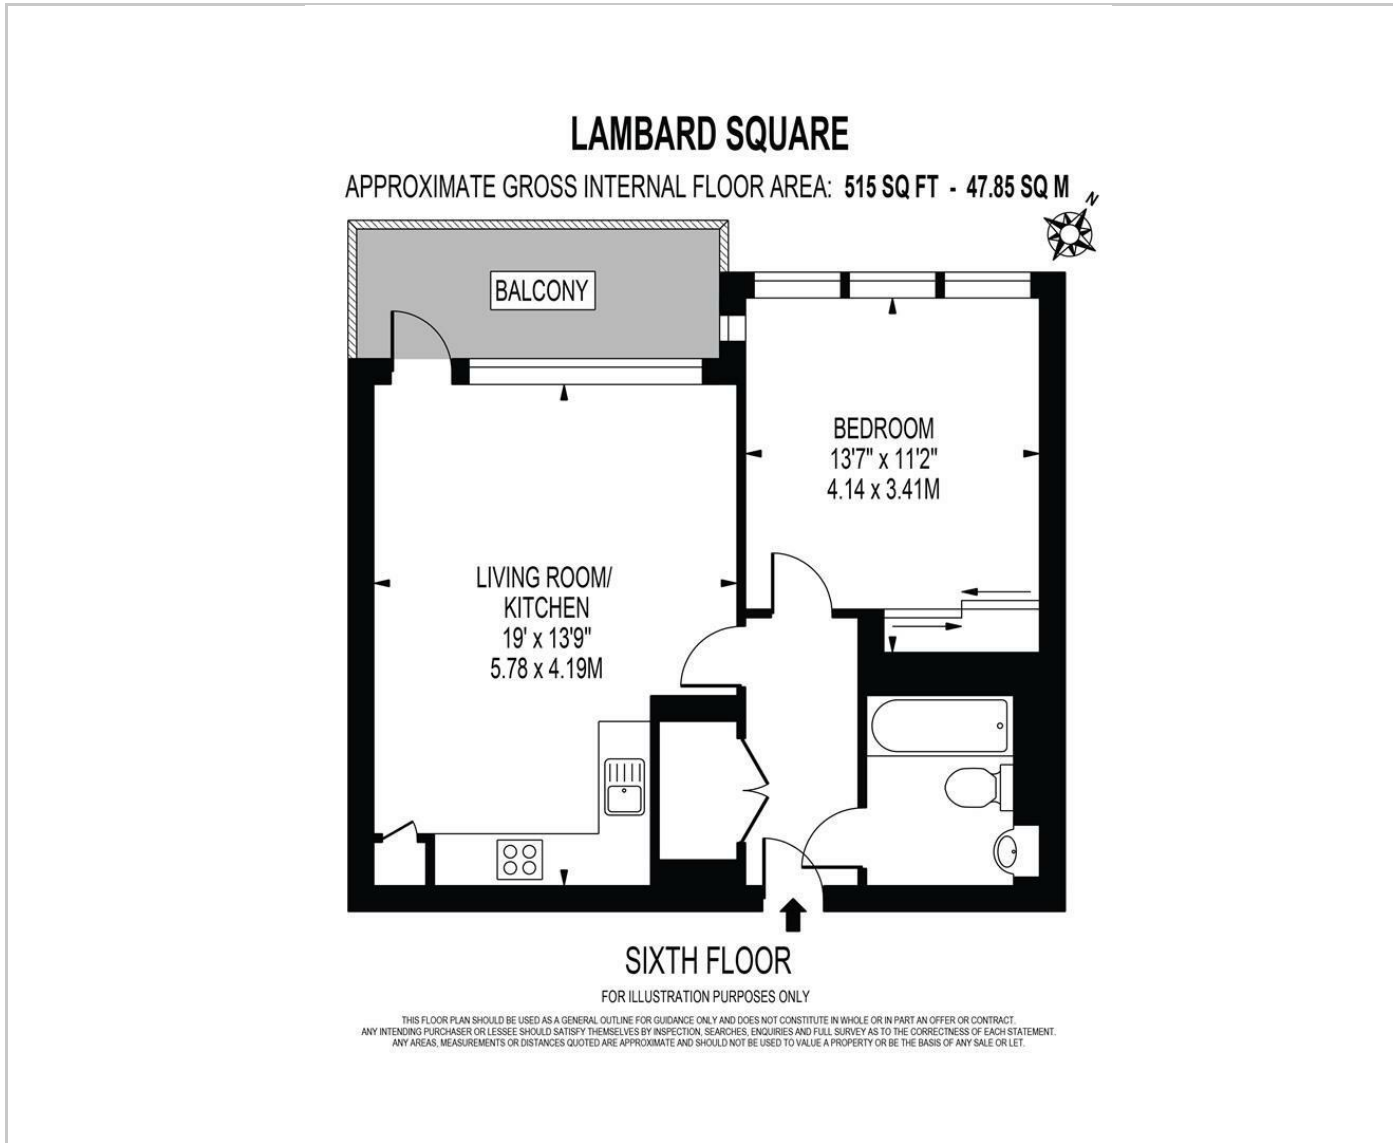 LAMBARD SQUARE
APPROXIMATE GROSS INTERNAL FLOOR AREA: 515 SQ FT - 47.85 SQ M
N
BALCONY
BEDROOM
13'7" x 11'2"
4.14 x 3.41M
LIVING ROOM/
KITCHEN
19' x 13'9"
5.78 x 4.19M
SIXTH FLOOR
FOR ILLUSTRATION PURPOSES ONLY
THIS FLOOR PLAN SHOULD BE USED AS A GENERAL OUTLINE FOR GUIDANCE ONLY AND DOES NOT CONSTITUTE IN WHOLE OR IN PART AN OFFER OR CONTRACT.
ANY INTENDING PURCHASER OR LESSEE SHOULD SATISFY THEMSELVES BY INSPECTION, SEARCHES, ENQUIRIES AND FULL SURVEY AS TO THE CORRECTNESS OF EACH STATEMENT.
ANY AREAS, MEASUREMENTS OR DISTANCES QUOTED ARE APPROXIMATE AND SHOULD NOT BE USED TO VALUE A PROPERTY OR BE THE BASIS OF ANY SALE OR LET.